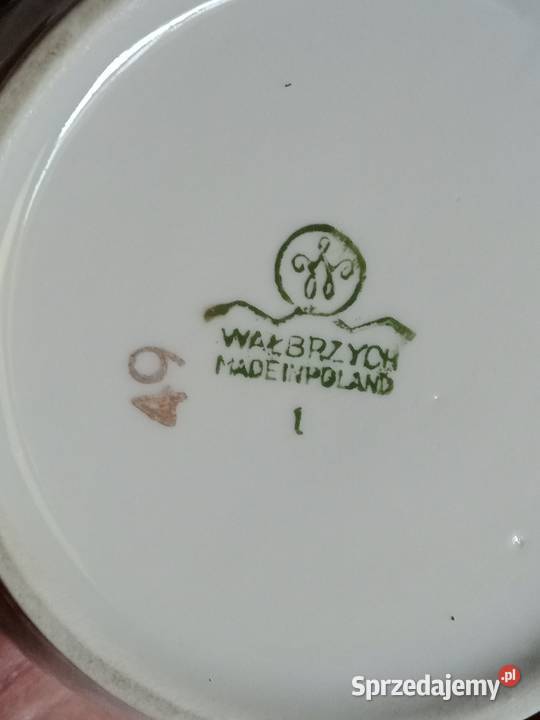 W
WAŁBRZYCH
MADE IN POLAND
1
49
Sprzedajemy.pl